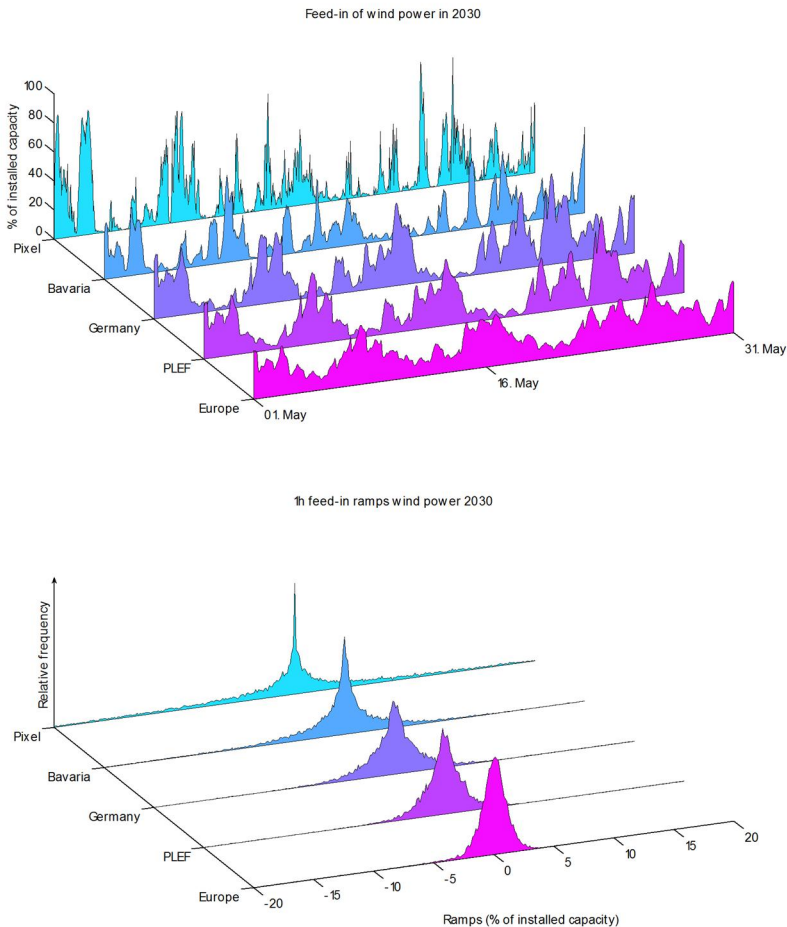 Feed-in of wind power in 2030
% of installed capacity
100
80
60
40
20
0
Pixel
Bavaria
Germany
PLEF
Europe
01. May
16. May
31. May
1h feed-in ramps wind power 2030
Relative frequency
Pixel
Bavaria
Germany
PLEF
Europe
-20
-15
-10
-5
0
5
10
15
20
Ramps (% of installed capacity)